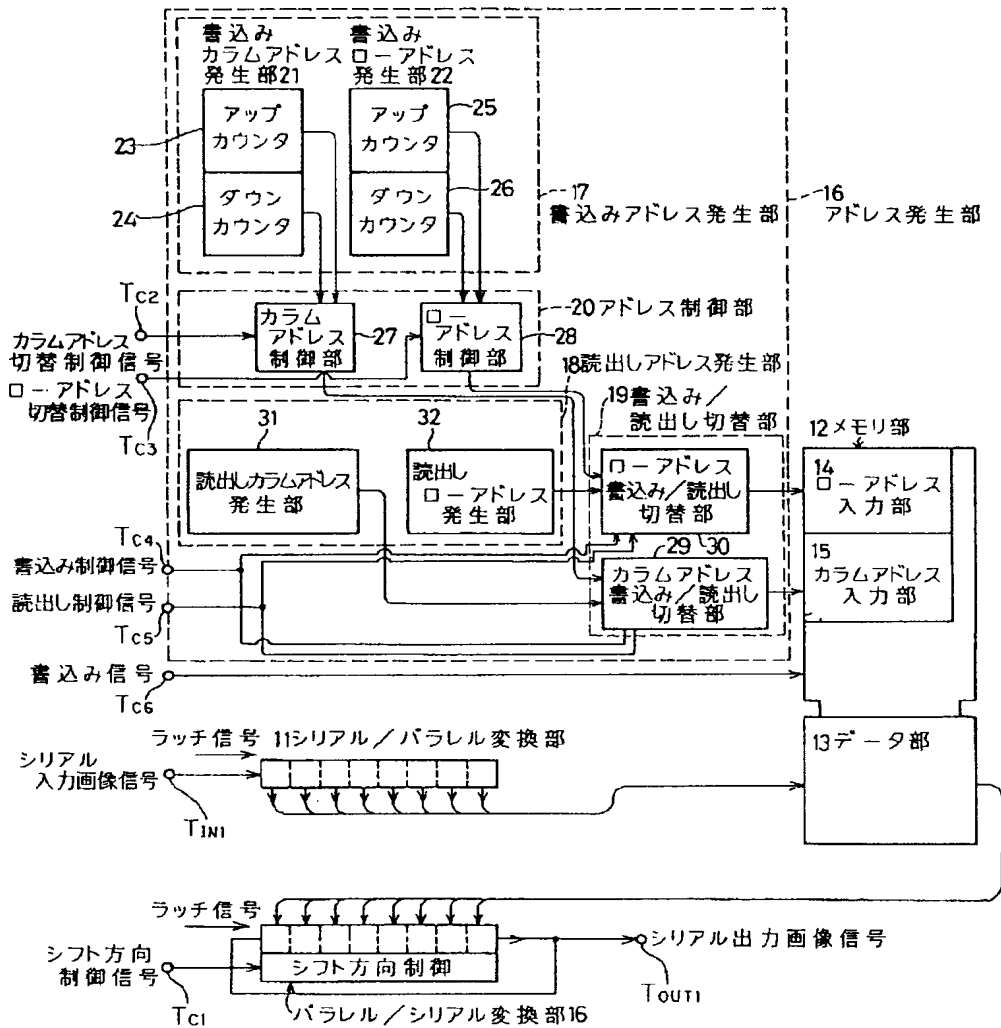 書込み
カラムアドレス
発生部21
書込み
ローアドレス
発生部22
アップ
カウンタ
23
ダウン
カウンタ
24
アップ
カウンタ
25
ダウン
カウンタ
26
17
書込みアドレス発生部
16
アドレス発生部
TC2
カラムアドレス
切替制御信号
ローアドレス
切替制御信号
TC3
カラム
アドレス
制御部
27
ロー
アドレス
制御部
28
20アドレス制御部
18読出しアドレス発生部
19書込み/
読出し切替部
31
読出しカラムアドレス
発生部
32
読出し
ローアドレス
発生部
ローアドレス
書込み/読出し
切替部
30
29
カラムアドレス
書込み/読出し
切替部
12メモリ部
14
ローアドレス
入力部
15
カラムアドレス
入力部
TC4
書込み制御信号
読出し制御信号
TC5
書込み信号
TC6
13データ部
ラッチ信号
11シリアル/パラレル変換部
シリアル
入力画像信号
TIN1
ラッチ信号
シフト方向
制御信号
TC1
シフト方向制御
パラレル/シリアル変換部16
シリアル出力画像信号
TOUT1